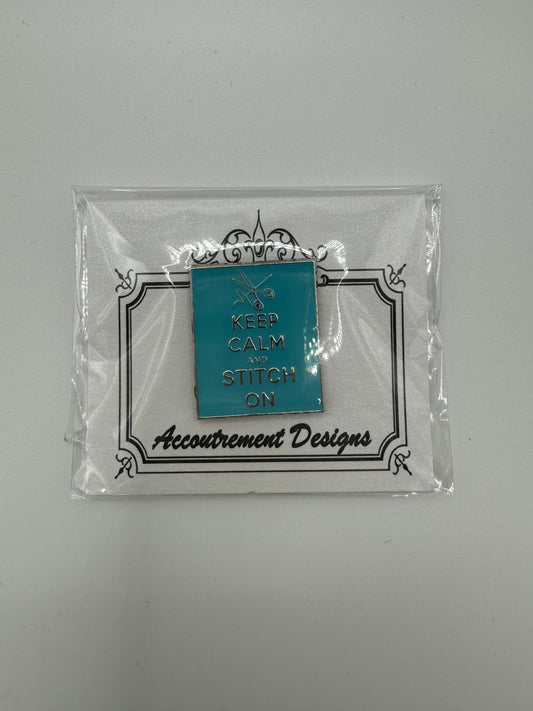 KEEP
CALM
AND
STITCH
ON
Accoutrement Designs